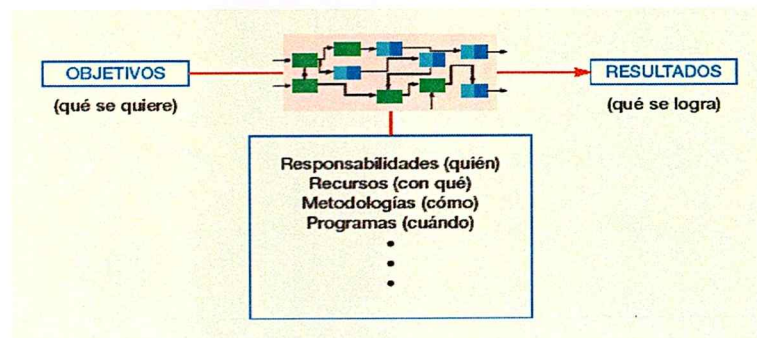 OBJETIVOS
(qué se quiere)
RESULTADOS
(qué se logra)
Responsabilidades (quién)
Recursos (con qué)
Metodologías (cómo)
Programas (cuándo)